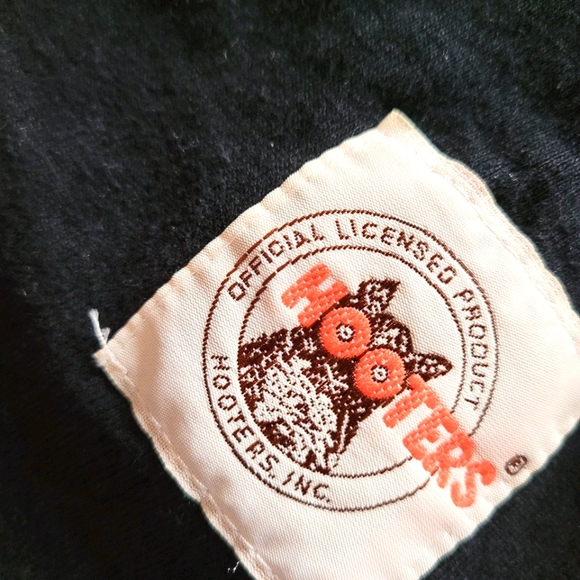 OFFICIAL LICENSED PRODUCT
HOOTERS
®
HOOTERS, INC.